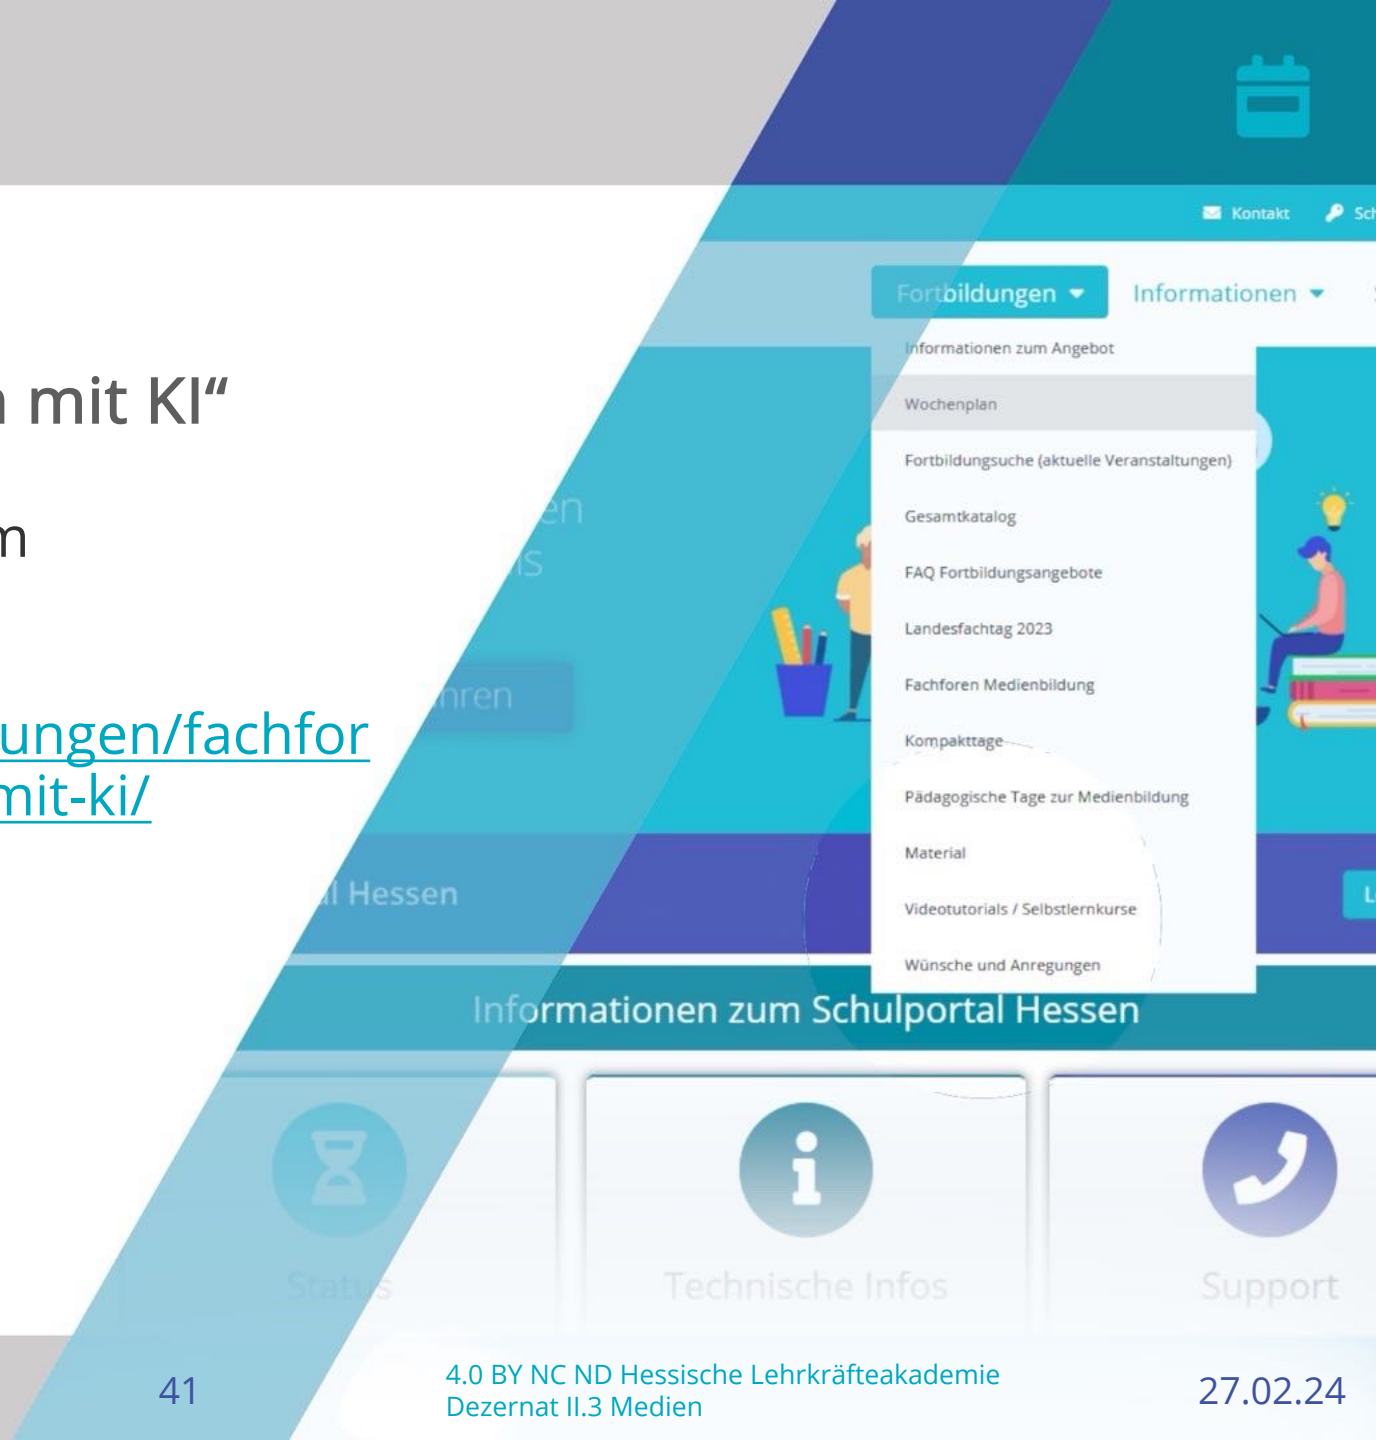 Kontakt
Fortbildungen
Informationen
Informationen zum Angebot
Wochenplan
Fortbildungsuche (aktuelle Veranstaltungen)
Gesamtkatalog
FAQ Fortbildungsangebote
Landesfachtag 2023
Fachforen Medienbildung
Kompakttage
Pädagogische Tage zur Medienbildung
Material
Videotutorials / Selbstlernkurse
Wünsche und Anregungen
mit KI“
ungen/fachfor
mit-ki/
Hessen
Informationen zum Schulportal Hessen
Status
Technische Infos
Support
41
4.0 BY NC ND Hessische Lehrkräfteakademie
Dezernat II.3 Medien
27.02.24